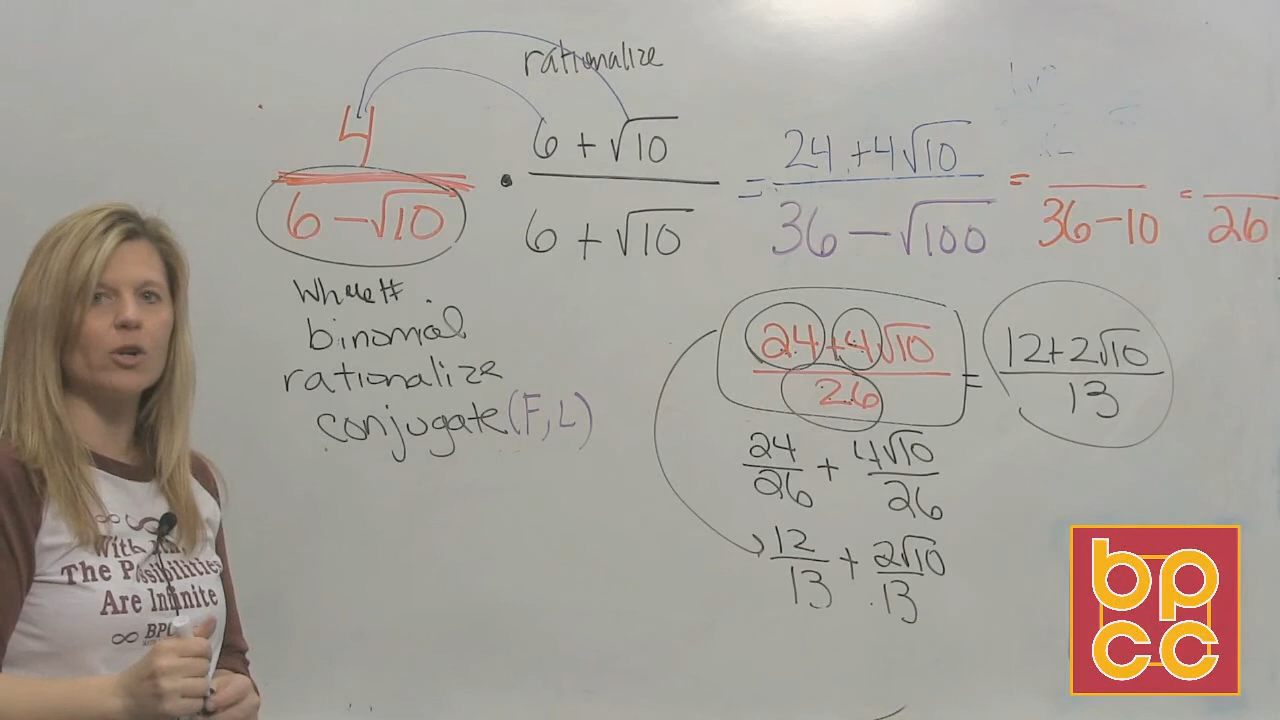 rationalize
4 / 6 − √10 · 6 + √10 / 6 + √10 = 24 + 4√10 / 36 − √100 = / 36 − 10 = / 26
Whole #
binomial
rationalize
conjugate (F, L)
24 + 4√10 / 26 = 12 + 2√10 / 13
24/26 + 4√10/26
12/13 + 2√10/13
With
The Possibilities
Are Infinite
∞ BPCC
bp
cc